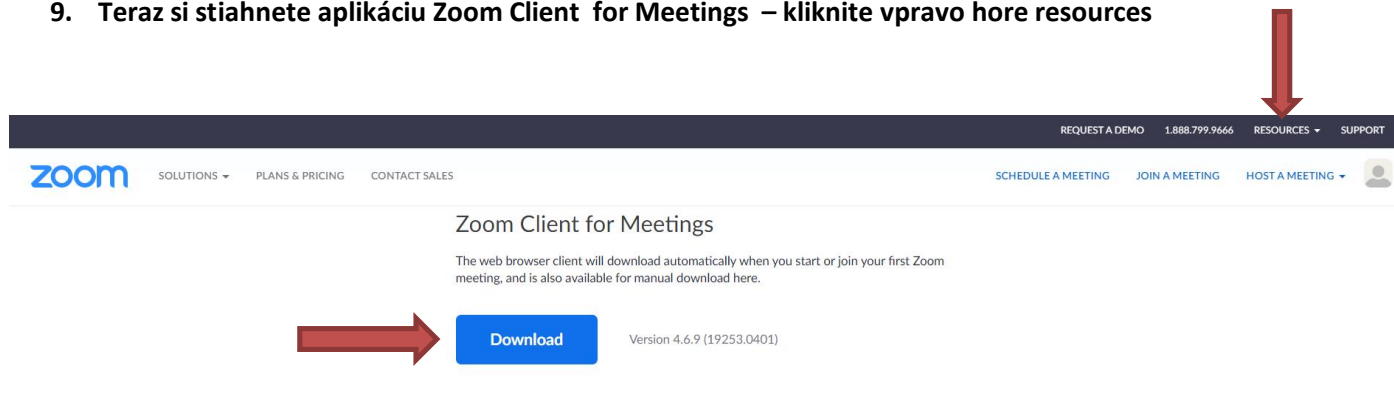 9. Teraz si stiahnete aplikáciu Zoom Client for Meetings – kliknite vpravo hore resources
REQUEST A DEMO 1.888.799.9666 RESOURCES SUPPORT
zoom SOLUTIONS PLANS & PRICING CONTACT SALES SCHEDULE A MEETING JOIN A MEETING HOST A MEETING
Zoom Client for Meetings
The web browser client will download automatically when you start or join your first Zoom
meeting, and is also available for manual download here.
Download Version 4.6.9 (19253.0401)